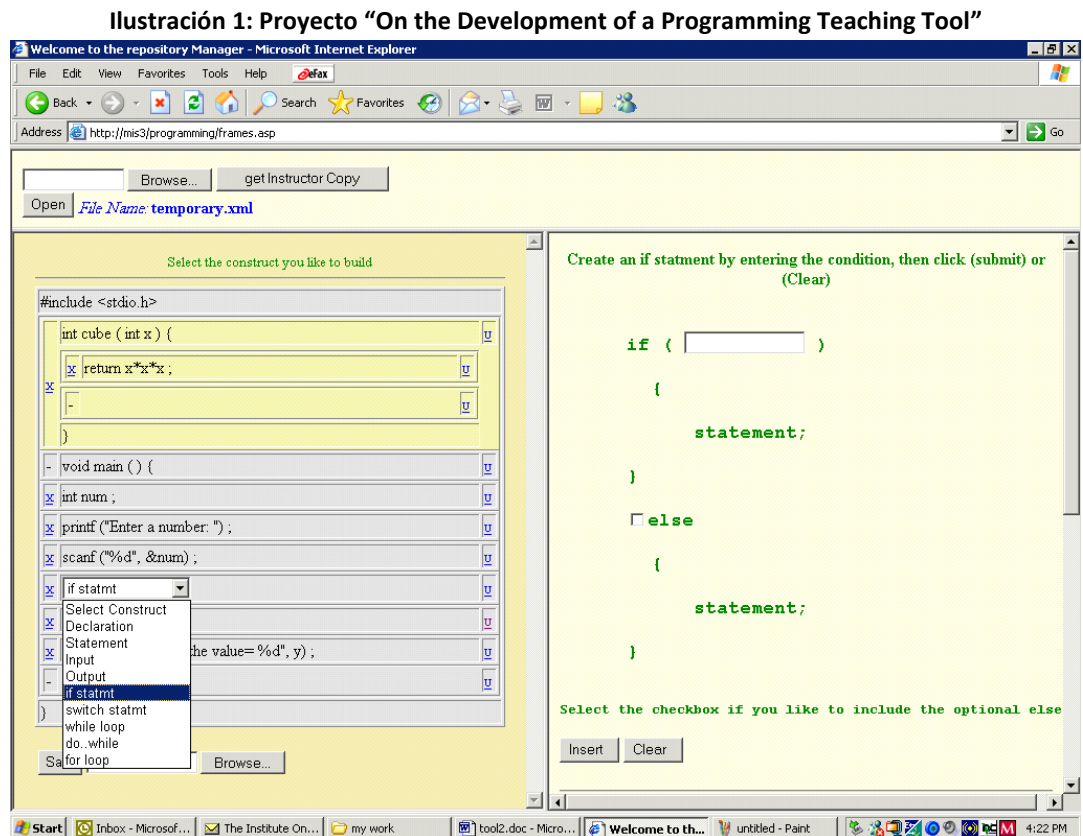 Ilustración 1: Proyecto “On the Development of a Programming Teaching Tool”
Welcome to the repository Manager - Microsoft Internet Explorer
File Edit View Favorites Tools Help eFax
Back Search Favorites
Address http://mis3/programming/frames.asp Go
Browse... get Instructor Copy
Open File Name: temporary.xml
Select the construct you like to build
#include <stdio.h>
int cube ( int x ) { u
x return x*x*x ; u
x
- u
}
- void main ( ) { u
x int num ; u
x printf ("Enter a number: ") ; u
x scanf ("%d", &num) ; u
x if statmt u
Select Construct
x u
Declaration
Statement
x he value= %d", y) ; u
Input
Output
- u
if statmt
} switch statmt
while loop
do..while
for loop
Sa Browse...
Create an if statment by entering the condition, then click (submit) or
(Clear)
if ( )
{
statement;
}
else
{
statement;
}
Select the checkbox if you like to include the optional else
Insert Clear
Start Inbox - Microsof... The Institute On... my work tool2.doc - Micro... Welcome to th... untitled - Paint 4:22 PM